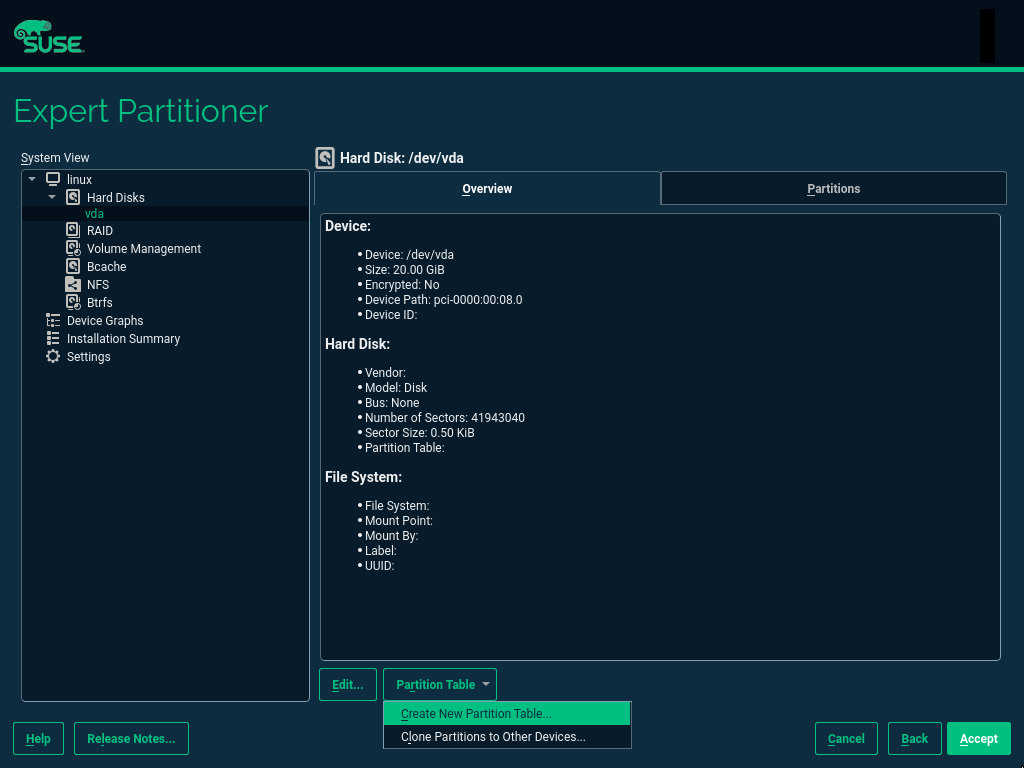 SUSE
Expert Partitioner
System View
linux
Hard Disks
vda
RAID
Volume Management
Bcache
NFS
Btrfs
Device Graphs
Installation Summary
Settings
Hard Disk: /dev/vda
Overview
Partitions
Device:
• Device: /dev/vda
• Size: 20.00 GiB
• Encrypted: No
• Device Path: pci-0000:00:08.0
• Device ID:
Hard Disk:
• Vendor:
• Model: Disk
• Bus: None
• Number of Sectors: 41943040
• Sector Size: 0.50 KiB
• Partition Table:
File System:
• File System:
• Mount Point:
• Mount By:
• Label:
• UUID:
Edit...
Partition Table
Create New Partition Table...
Clone Partitions to Other Devices...
Help
Release Notes...
Cancel
Back
Accept